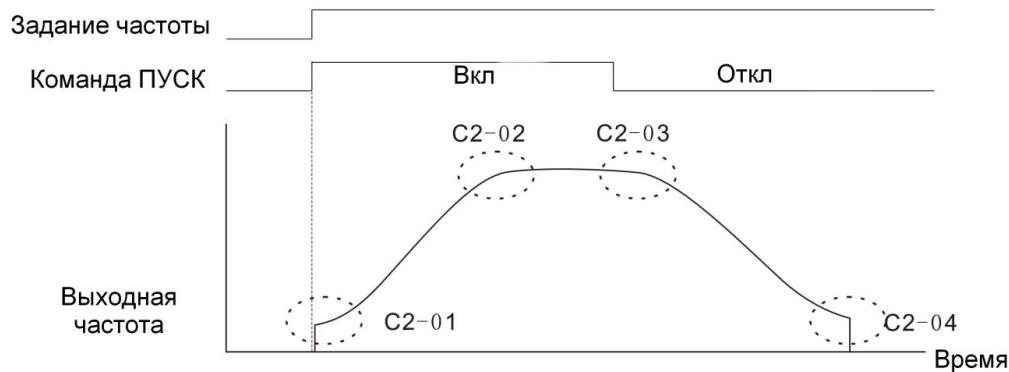 Задание частоты
Команда ПУСК
Вкл
Откл
C2-02
C2-03
Выходная
частота
C2-01
C2-04
Время